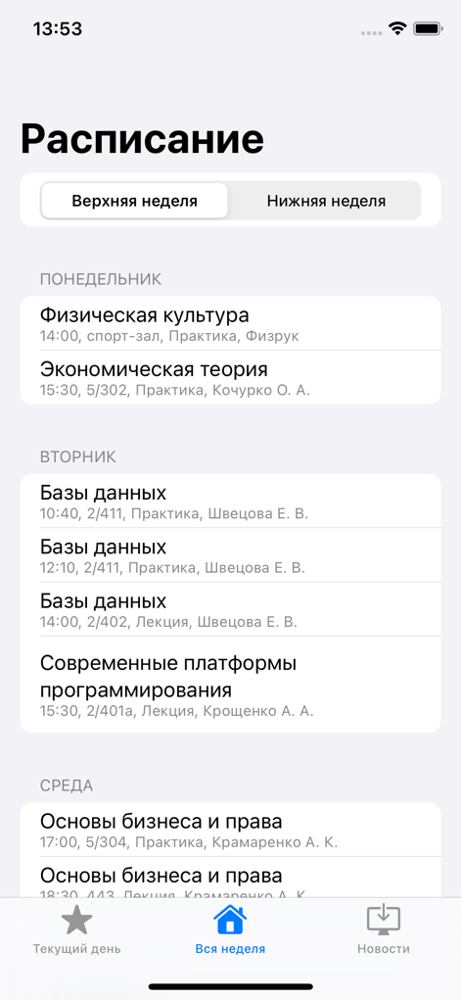 13:53
Расписание
Верхняя неделя
Нижняя неделя
ПОНЕДЕЛЬНИК
Физическая культура
14:00, спорт-зал, Практика, Физрук
Экономическая теория
15:30, 5/302, Практика, Кочурко О. А.
ВТОРНИК
Базы данных
10:40, 2/411, Практика, Швецова Е. В.
Базы данных
12:10, 2/411, Практика, Швецова Е. В.
Базы данных
14:00, 2/402, Лекция, Швецова Е. В.
Современные платформы
программирования
15:30, 2/401а, Лекция, Крощенко А. А.
СРЕДА
Основы бизнеса и права
17:00, 5/304, Практика, Крамаренко А. К.
Основы бизнеса и права
18:30, 443, Лекция, Крамаренко А. К.
Текущий день
Вся неделя
Новости